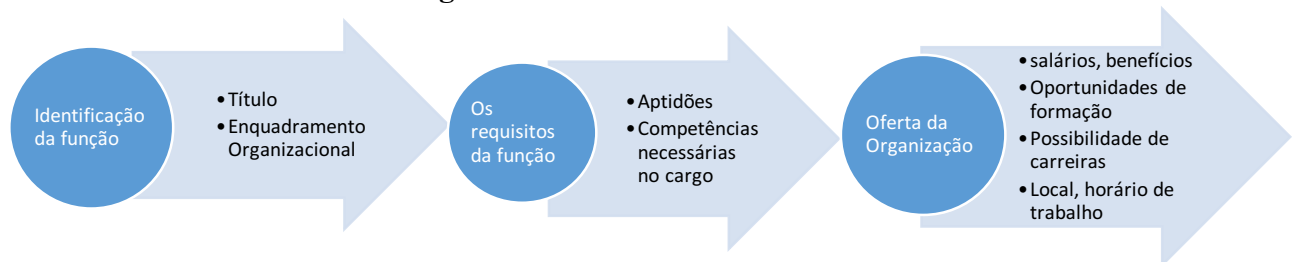 Identificação
da função
•Título
•Enquadramento
Organizacional
Os
requisitos
da função
•Aptidões
•Competências
necessárias
no cargo
Oferta da
Organização
•salários, benefícios
•Oportunidades de
formação
•Possibilidade de
carreiras
•Local, horário de
trabalho